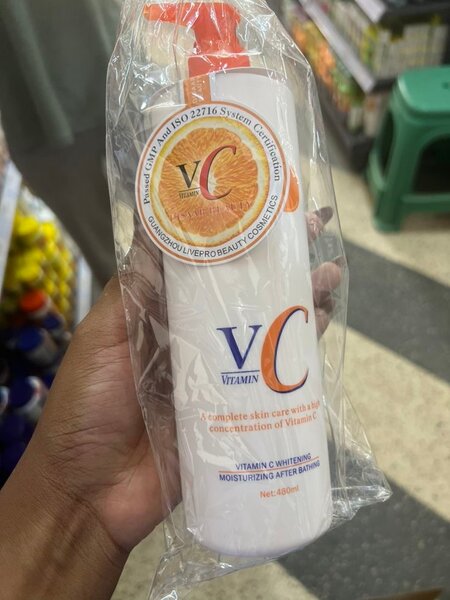 Passed GMP And ISO 22716 System Certification
VC
VITAMIN
GUANGZHOU LIVEPRO BEAUTY COSMETICS
VC
VITAMIN
A complete skin care with a high
concentration of Vitamin C
VITAMIN C WHITENING
MOISTURIZING AFTER BATHING
Net:480ml